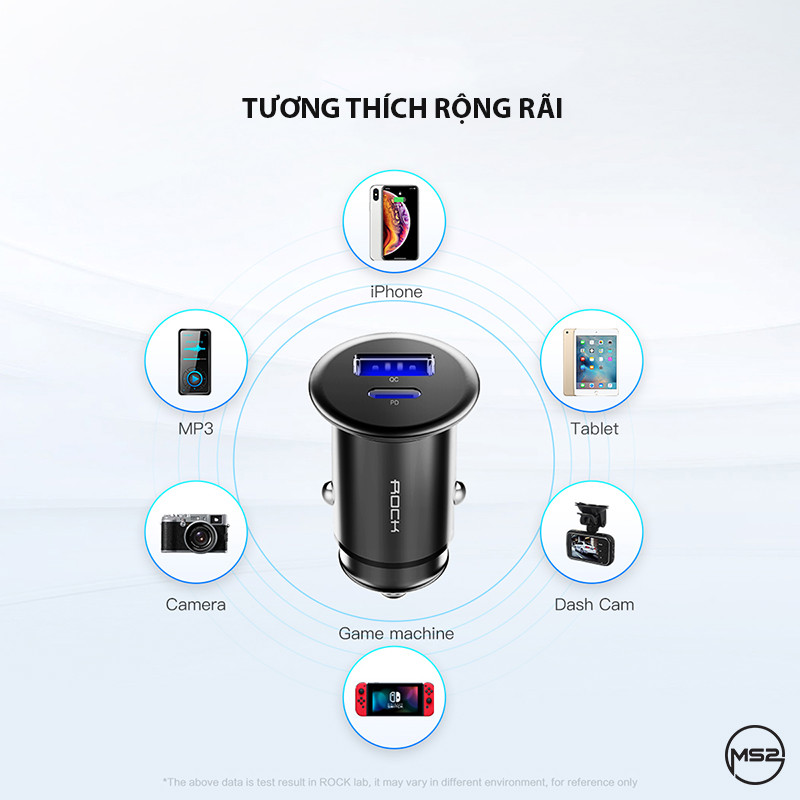 TƯƠNG THÍCH RỘNG RÃI
iPhone
MP3
Tablet
QC
PD
ROCK
Camera
Dash Cam
Game machine
SWITCH
*The above data is test result in ROCK lab, it may vary in different environment, for reference only
MS2